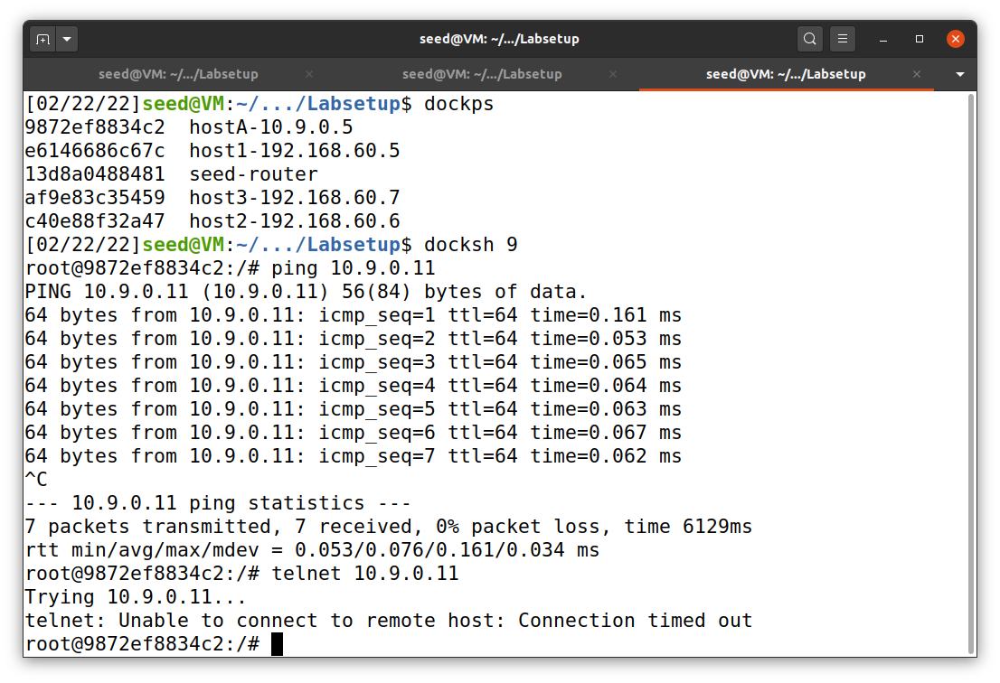 seed@VM: ~/.../Labsetup
seed@VM: ~/.../Labsetup seed@VM: ~/.../Labsetup seed@VM: ~/.../Labsetup
[02/22/22]seed@VM:~/.../Labsetup$ dockps
9872ef8834c2  hostA-10.9.0.5
e6146686c67c  host1-192.168.60.5
13d8a0488481  seed-router
af9e83c35459  host3-192.168.60.7
c40e88f32a47  host2-192.168.60.6
[02/22/22]seed@VM:~/.../Labsetup$ docksh 9
root@9872ef8834c2:/# ping 10.9.0.11
PING 10.9.0.11 (10.9.0.11) 56(84) bytes of data.
64 bytes from 10.9.0.11: icmp_seq=1 ttl=64 time=0.161 ms
64 bytes from 10.9.0.11: icmp_seq=2 ttl=64 time=0.053 ms
64 bytes from 10.9.0.11: icmp_seq=3 ttl=64 time=0.065 ms
64 bytes from 10.9.0.11: icmp_seq=4 ttl=64 time=0.064 ms
64 bytes from 10.9.0.11: icmp_seq=5 ttl=64 time=0.063 ms
64 bytes from 10.9.0.11: icmp_seq=6 ttl=64 time=0.067 ms
64 bytes from 10.9.0.11: icmp_seq=7 ttl=64 time=0.062 ms
^C
--- 10.9.0.11 ping statistics ---
7 packets transmitted, 7 received, 0% packet loss, time 6129ms
rtt min/avg/max/mdev = 0.053/0.076/0.161/0.034 ms
root@9872ef8834c2:/# telnet 10.9.0.11
Trying 10.9.0.11...
telnet: Unable to connect to remote host: Connection timed out
root@9872ef8834c2:/#